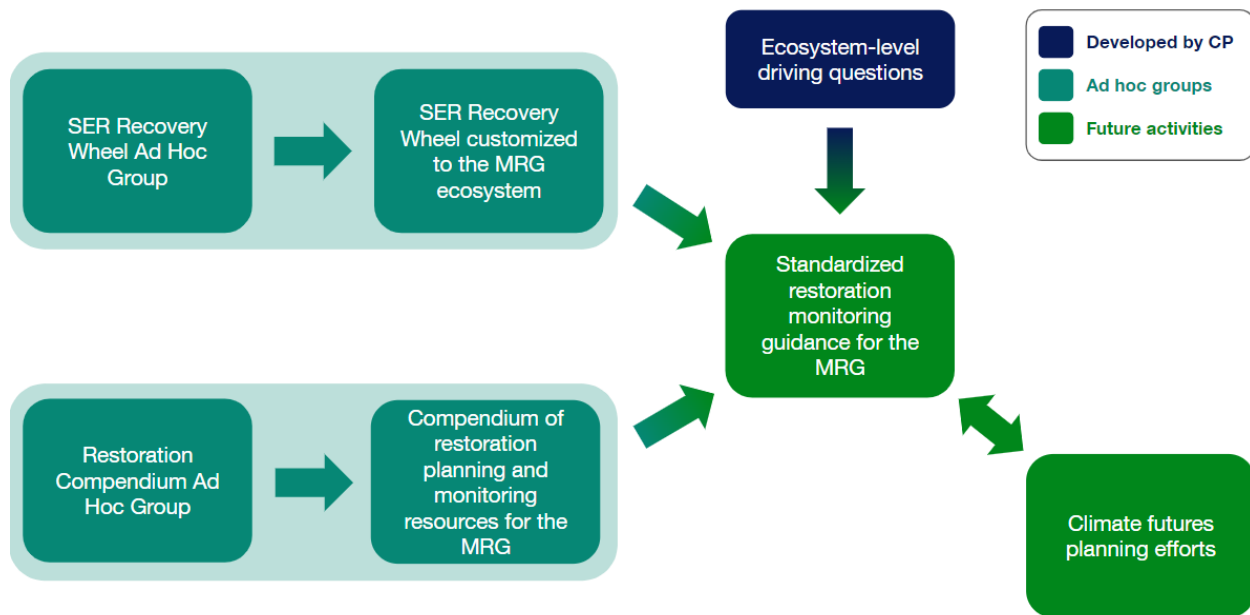 SER Recovery
Wheel Ad Hoc
Group
SER Recovery
Wheel customized
to the MRG
ecosystem
Ecosystem-level
driving questions
Developed by CP
Ad hoc groups
Future activities
Standardized
restoration
monitoring
guidance for the
MRG
Restoration
Compendium Ad
Hoc Group
Compendium of
restoration
planning and
monitoring
resources for the
MRG
Climate futures
planning efforts